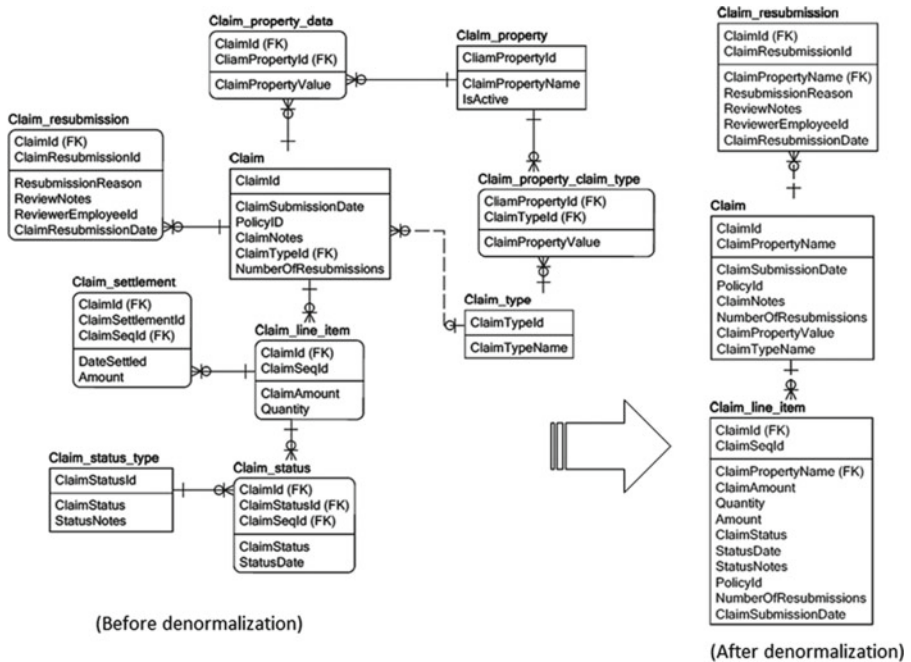 Claim_property_data
ClaimId (FK)
CliamPropertyId (FK)
ClaimPropertyValue
Claim_property
CliamPropertyId
ClaimPropertyName
IsActive
Claim_resubmission
ClaimId (FK)
ClaimResubmissionId
ResubmissionReason
ReviewNotes
ReviewerEmployeeId
ClaimResubmissionDate
Claim
ClaimId
ClaimSubmissionDate
PolicyID
ClaimNotes
ClaimTypeId (FK)
NumberOfResubmissions
Claim_property_claim_type
CliamPropertyId (FK)
ClaimTypeId (FK)
ClaimPropertyValue
Claim_settlement
ClaimId (FK)
ClaimSettlementId
ClaimSeqId (FK)
DateSettled
Amount
Claim_line_item
ClaimId (FK)
ClaimSeqId
ClaimAmount
Quantity
Claim_type
ClaimTypeId
ClaimTypeName
Claim_status_type
ClaimStatusId
ClaimStatus
StatusNotes
Claim_status
ClaimId (FK)
ClaimStatusId (FK)
ClaimSeqId (FK)
ClaimStatus
StatusDate
(Before denormalization)
Claim_resubmission
ClaimId (FK)
ClaimResubmissionId
ClaimPropertyName (FK)
ResubmissionReason
ReviewNotes
ReviewerEmployeeId
ClaimResubmissionDate
Claim
ClaimId
ClaimPropertyName
ClaimSubmissionDate
PolicyId
ClaimNotes
NumberOfResubmissions
ClaimPropertyValue
ClaimTypeName
Claim_line_item
ClaimId (FK)
ClaimSeqId
ClaimPropertyName (FK)
ClaimAmount
Quantity
Amount
ClaimStatus
StatusDate
StatusNotes
PolicyId
NumberOfResubmissions
ClaimSubmissionDate
(After denormalization)